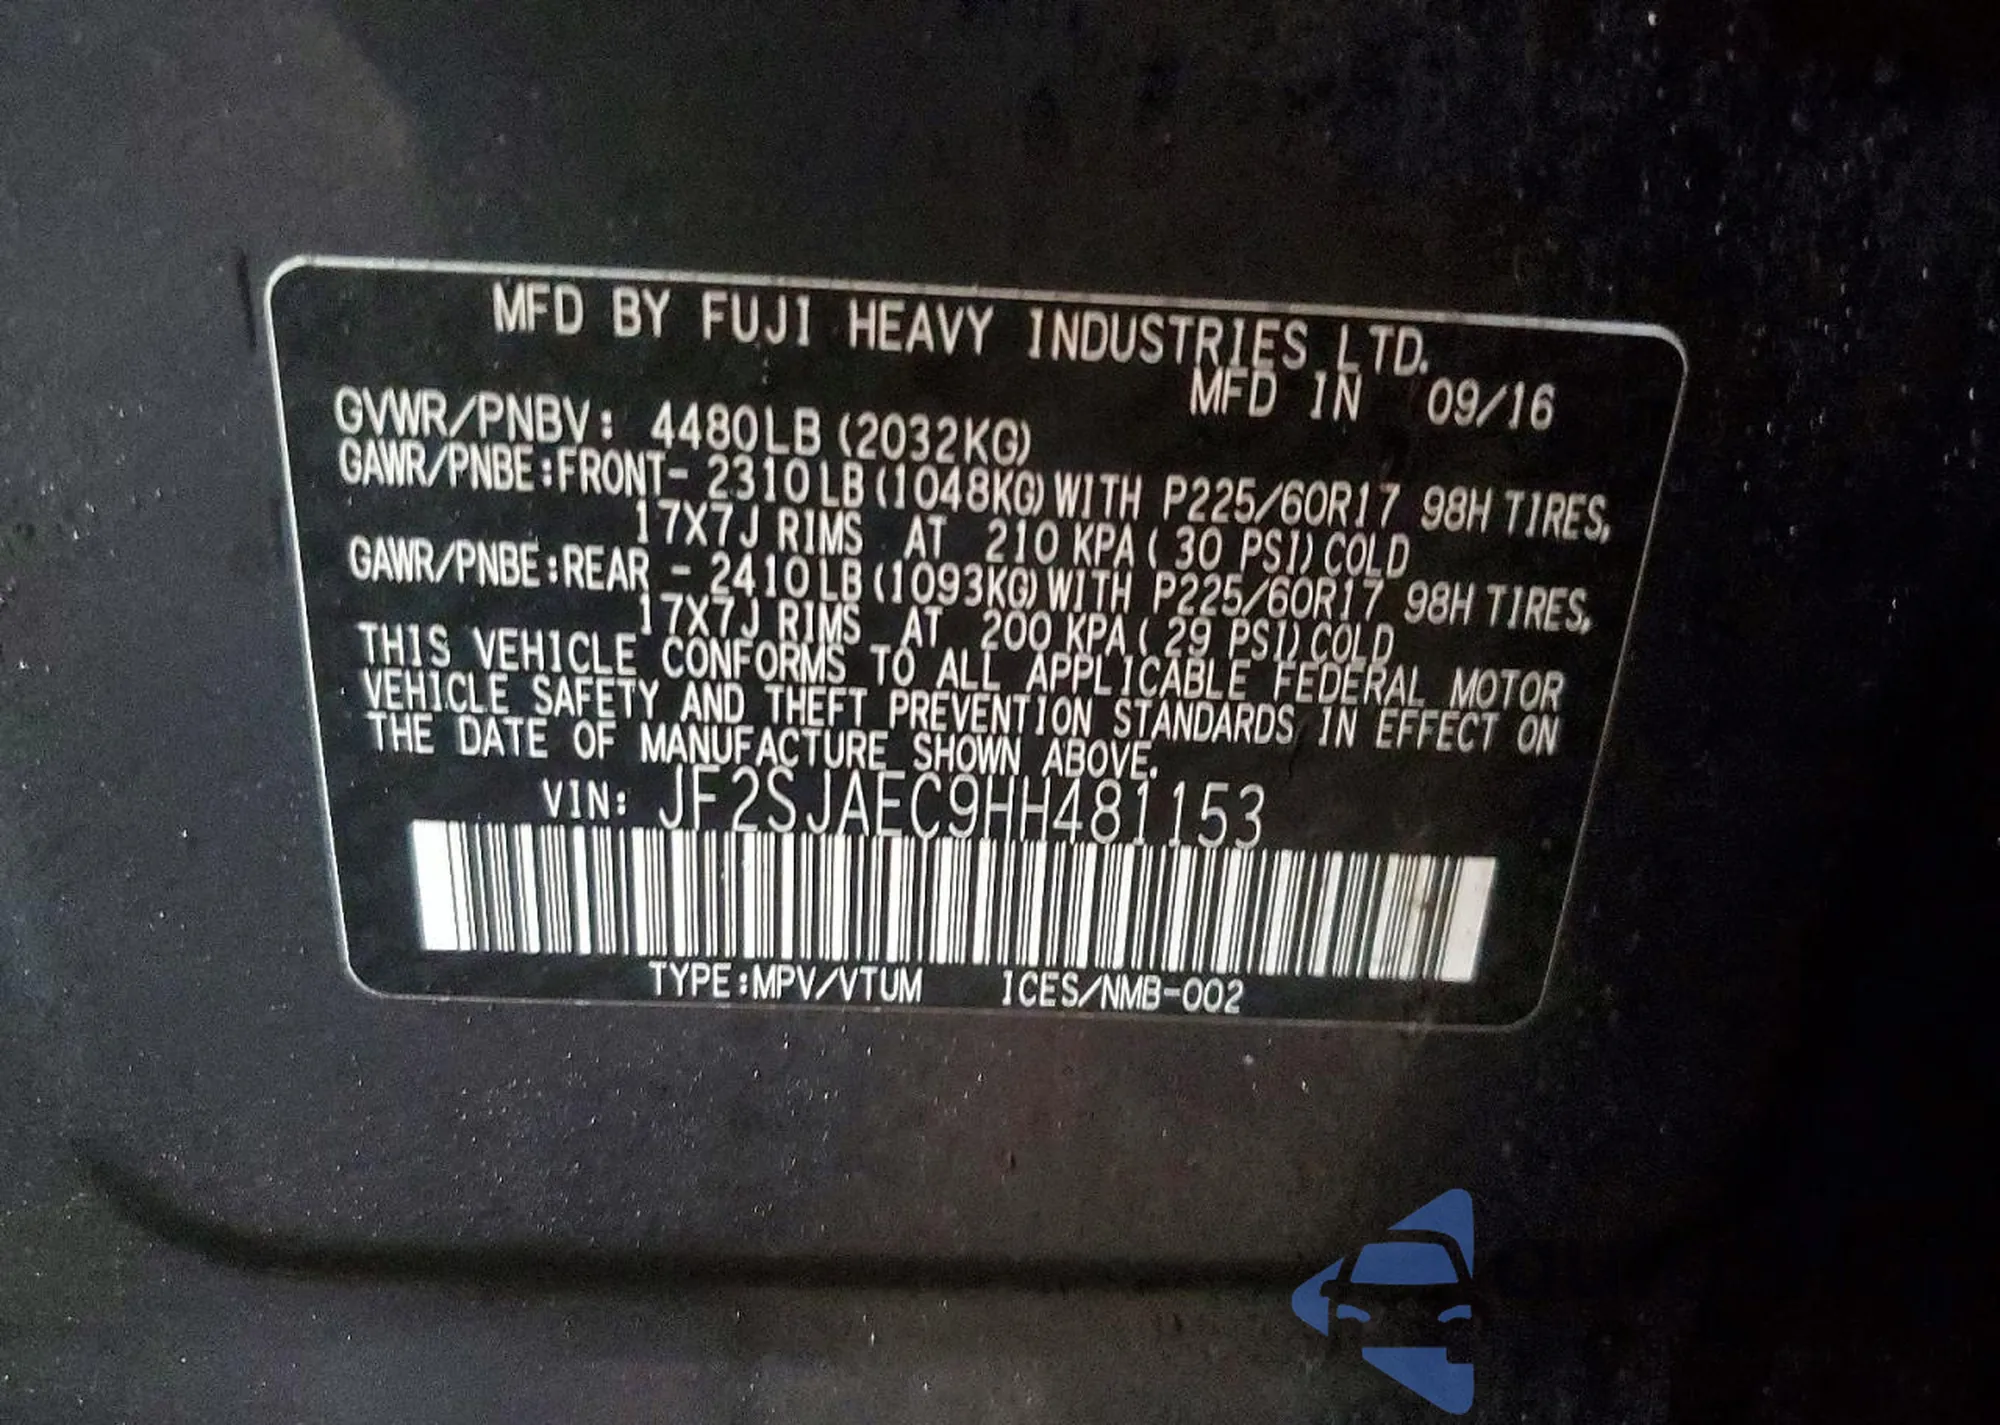 MFD BY FUJI HEAVY INDUSTRIES LTD.
MFD IN 09/16
GVWR/PNBV: 4480LB (2032KG)
GAWR/PNBE:FRONT- 2310LB (1048KG) WITH P225/60R17 98H TIRES,
17X7J RIMS AT 210 KPA ( 30 PSI) COLD
GAWR/PNBE:REAR - 2410LB (1093KG) WITH P225/60R17 98H TIRES,
17X7J RIMS AT 200 KPA ( 29 PSI) COLD
THIS VEHICLE CONFORMS TO ALL APPLICABLE FEDERAL MOTOR
VEHICLE SAFETY AND THEFT PREVENTION STANDARDS IN EFFECT ON
THE DATE OF MANUFACTURE SHOWN ABOVE.
VIN: JF2SJAEC9HH481153
TYPE:MPV/VTUM ICES/NMB-002